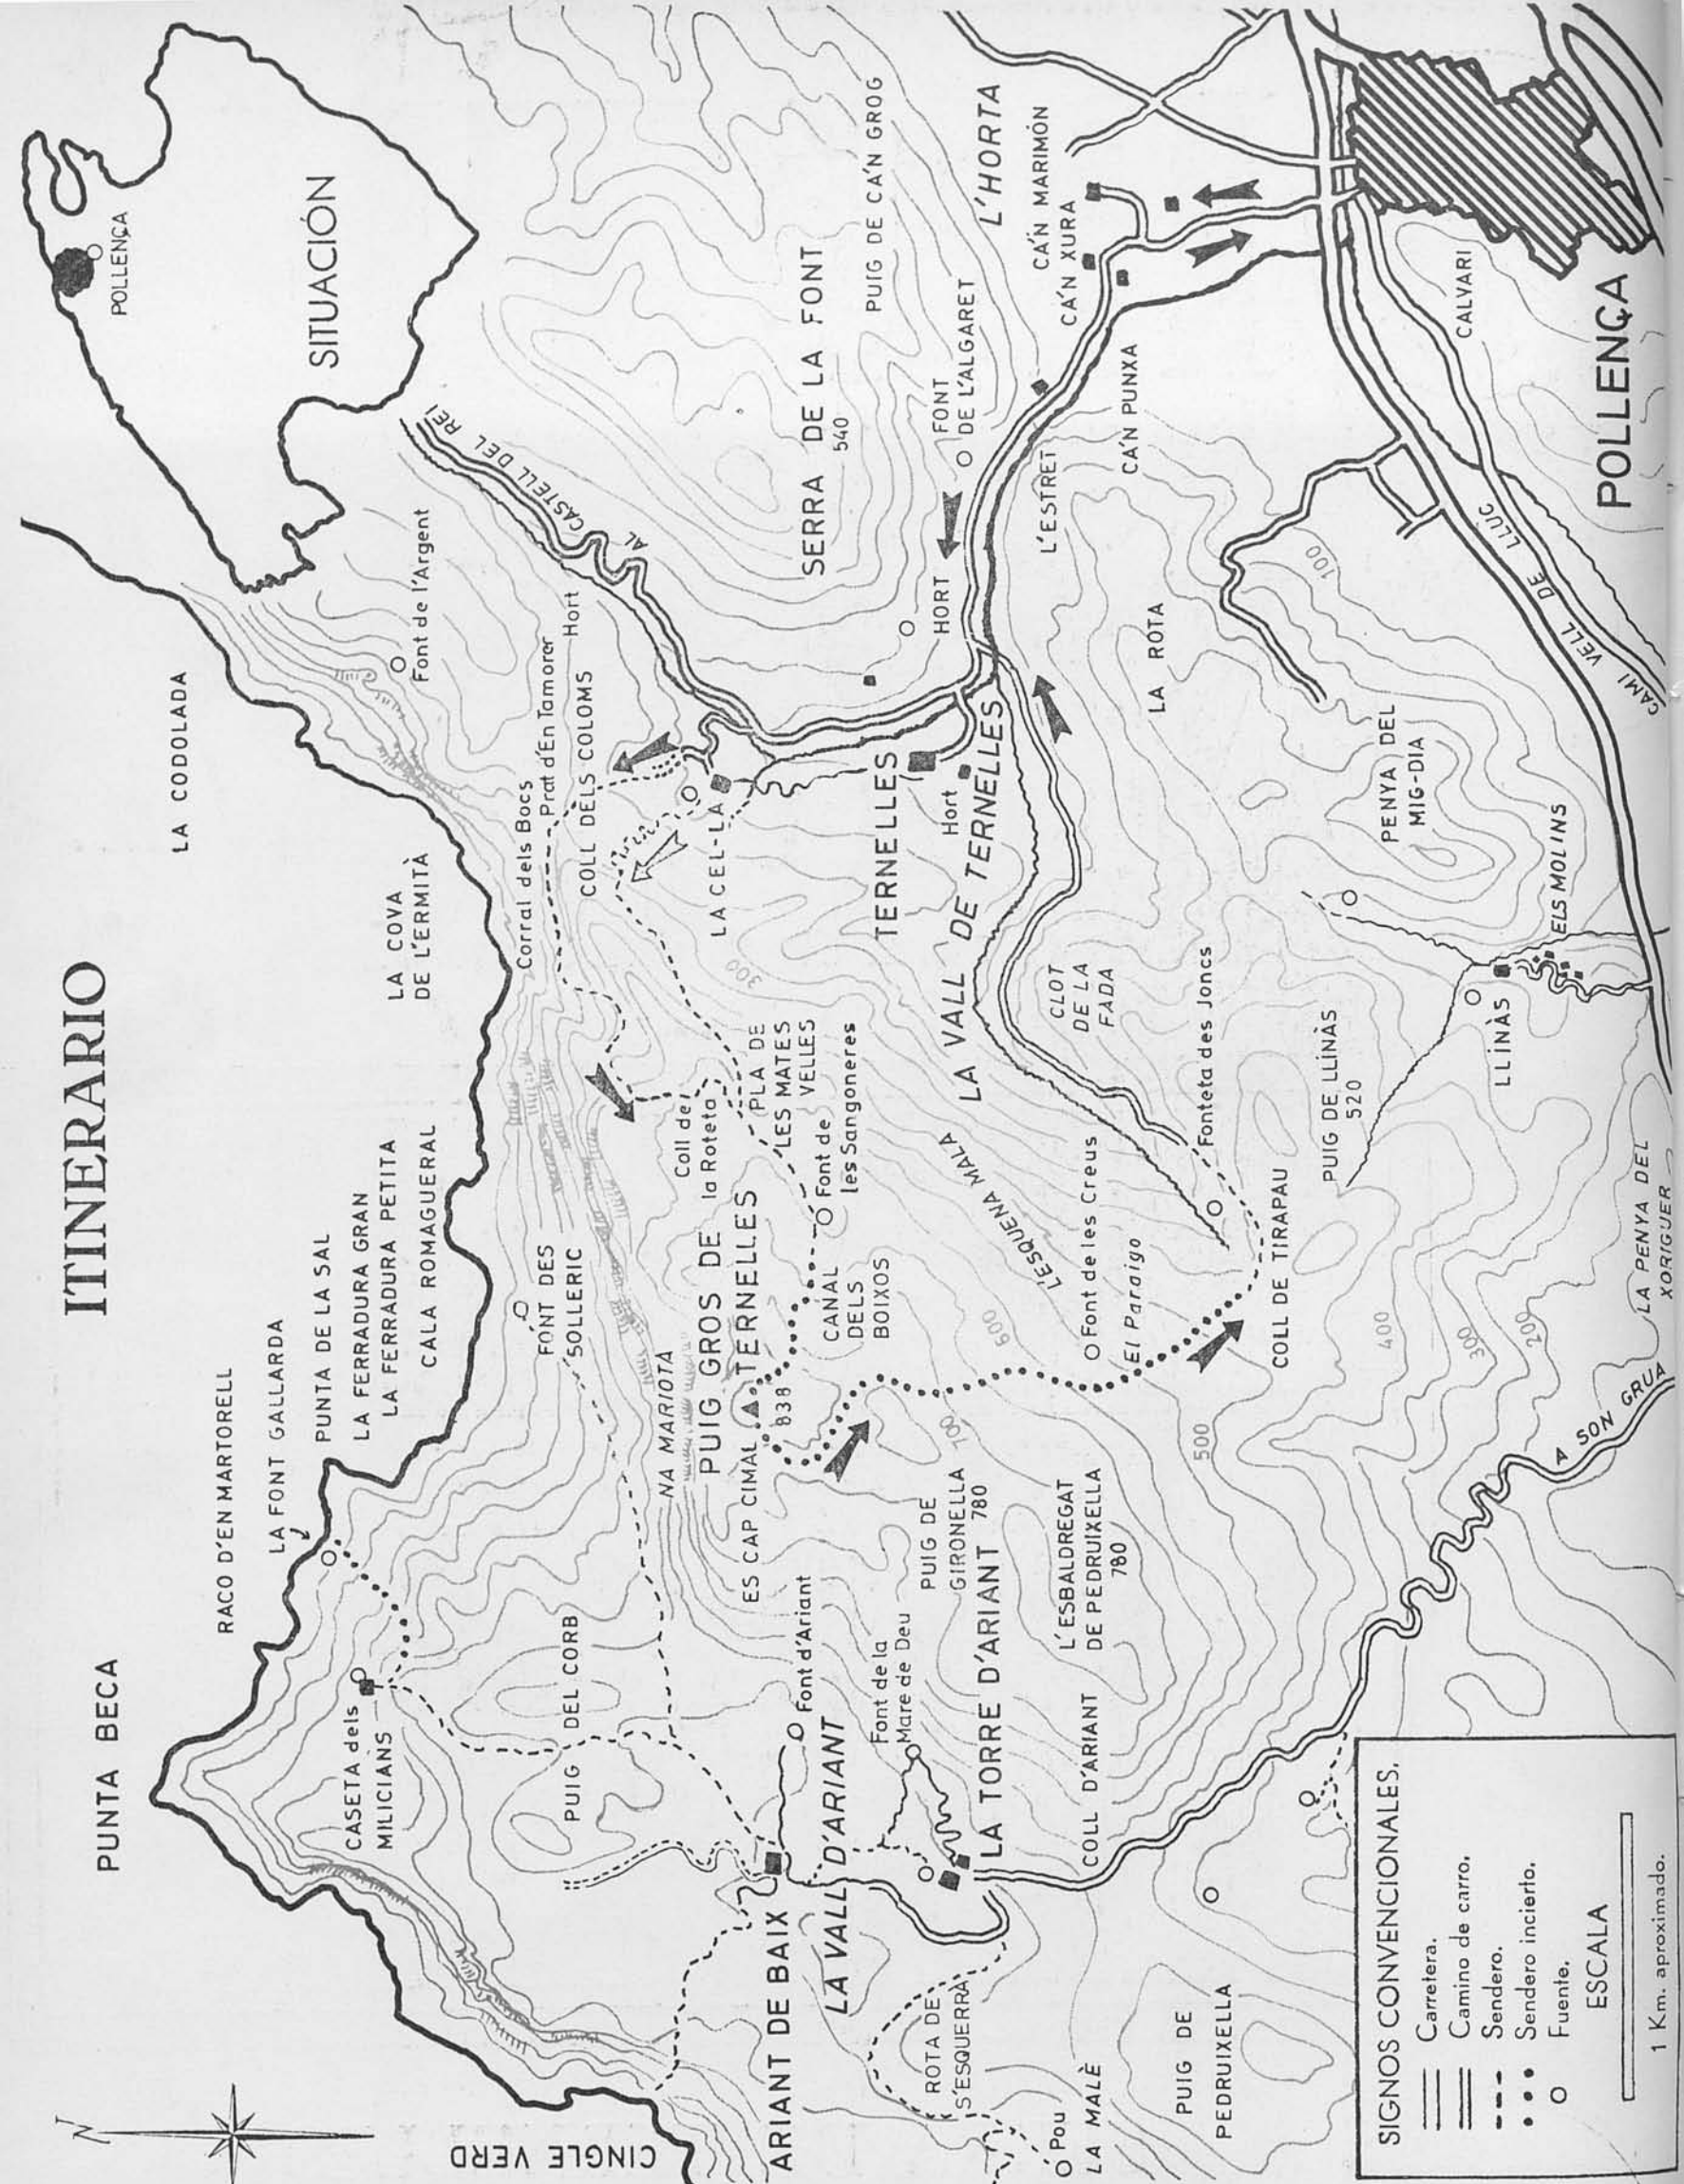 ITINERARIO
N
PUNTA BECA
RACO D'EN MARTORELL
LA FONT GALLARDA
PUNTA DE LA SAL
LA FERRADURA GRAN
LA FERRADURA PETITA
CALA ROMAGUERAL
LA COVA
DE L'ERMITÀ
LA CODOLADA
POLLENÇA
SITUACIÓN
CINGLE VERD
CASETA dels
MILICIANS
PUIG DEL CORB
FONT DES
SOLLERIC
NA MARIOTA
Corral dels Bocs
Pratt d'En Tamorer
Hort
COLL DELS COLOMS
Font de l'Argent
AL CASTELL DEL REI
Coll de
la Roteta
LA CEL-LA
300
PUIG GROS DE
TERNELLES
ES CAP CIMAL
838
PLA DE
LES MATES
VELLES
Font de
les Sangoneres
CANAL
DELS
BOIXOS
SERRA DE LA FONT
540
PUIG DE CA'N GROG
FONT
DE L'ALGARET
HORT
L'HORTA
CA'N MARIMÓN
CA'N XURA
ARIANT DE BAIX
LA VALL D'ARIANT
Font d'Ariant
Font de la
Mare de Deu
PUIG DE
GIRONELLA
780
700
600
L'ESQUENA MALA
TERNELLES
Hort
LA VALL DE TERNELLES
L'ESTRET
CA'N PUNXA
LA ROTA
ROTA DE
S'ESQUERRA
LA TORRE D'ARIANT
L'ESBALDREGAT
DE PEDRUIXELLA
780
Font de les Creus
El Paraigo
CLOT
DE LA
FADA
Fonteta des Joncs
Pou
LA MALÈ
COLL D'ARIANT
500
COLL DE TIRAPAU
PUIG DE LLINÀS
520
PENYA DEL
MIG-DIA
100
CALVARI
PUIG DE
PEDRUIXELLA
400
300
200
LLINÀS
ELS MOLINS
CAMI VELL DE LLUC
POLLENÇA
SON GRUA
LA PENYA DEL
XORIGUER
SIGNOS CONVENCIONALES.
Carretera.
Camino de carro.
Sendero.
Sendero incierto.
Fuente.
ESCALA
1 Km. aproximado.